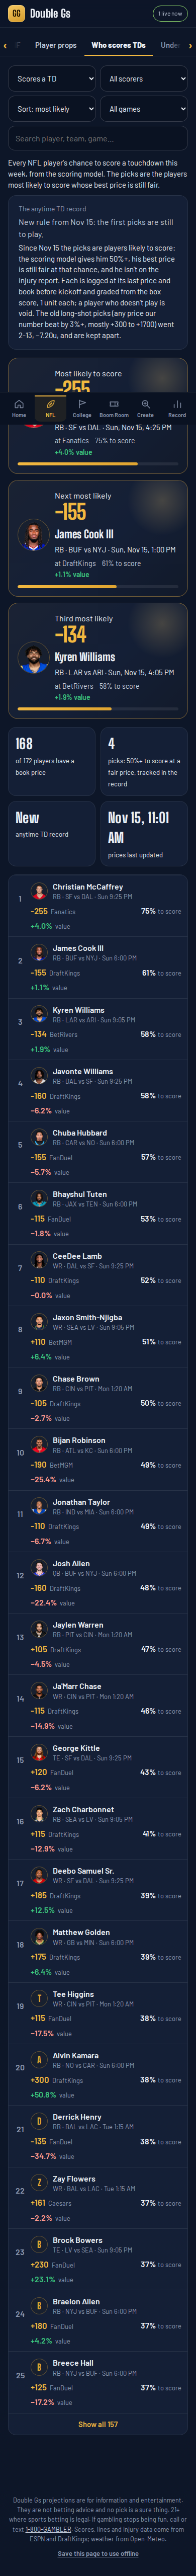 GG Double Gs
1 live now
Player props
Who scores TDs
Scores a TD
All scorers
Sort: most likely
All games
Search player, team, game...
Every NFL player's chance to score a touchdown this
week, from the scoring model. The picks are the players
most likely to score whose best price is still fair.
The anytime TD record
New rule from Nov 15: the first picks are still
to play.
Since Nov 15 the picks are players likely to score:
the scoring model gives him 50%+, his best price
is still fair at that chance, and he isn't on the
injury report. Each is logged at its last price at a
book before kickoff and graded from the box
score, 1 unit each; a player who doesn't play is
void. The old long-shot picks (any price our
number beat by 3%+, mostly +300 to +1700) went
2-13, -7.20u, and are kept apart.
Most likely to score
-255
Home
NFL
College
Boom Room
Create
Record
RB · SF vs DAL · Sun, Nov 15, 4:25 PM
at Fanatics 75% to score
+4.0% value
Next most likely
-155
James Cook III
RB · BUF vs NYJ · Sun, Nov 15, 1:00 PM
at DraftKings 61% to score
+1.1% value
Third most likely
-134
Kyren Williams
RB · LAR vs ARI · Sun, Nov 15, 4:05 PM
at BetRivers 58% to score
+1.9% value
168
of 172 players have a
book price
4
picks: 50%+ to score at a
fair price, tracked in the
record
New
anytime TD record
Nov 15, 11:01
AM
prices last updated
1
Christian McCaffrey
RB · SF vs DAL · Sun 9:25 PM
-255 Fanatics
75% to score
+4.0% value
2
James Cook III
RB · BUF vs NYJ · Sun 6:00 PM
-155 DraftKings
61% to score
+1.1% value
3
Kyren Williams
RB · LAR vs ARI · Sun 9:05 PM
-134 BetRivers
58% to score
+1.9% value
4
Javonte Williams
RB · DAL vs SF · Sun 9:25 PM
-160 DraftKings
58% to score
-6.2% value
5
Chuba Hubbard
RB · CAR vs NO · Sun 6:00 PM
-155 FanDuel
57% to score
-5.7% value
6
Bhayshul Tuten
RB · JAX vs TEN · Sun 6:00 PM
-115 FanDuel
53% to score
-1.8% value
7
CeeDee Lamb
WR · DAL vs SF · Sun 9:25 PM
-110 DraftKings
52% to score
-0.0% value
8
Jaxon Smith-Njigba
WR · SEA vs LV · Sun 9:05 PM
+110 BetMGM
51% to score
+6.4% value
9
Chase Brown
RB · CIN vs PIT · Mon 1:20 AM
-105 DraftKings
50% to score
-2.7% value
10
Bijan Robinson
RB · ATL vs KC · Sun 6:00 PM
-190 BetMGM
49% to score
-25.4% value
11
Jonathan Taylor
RB · IND vs MIA · Sun 6:00 PM
-110 DraftKings
49% to score
-6.7% value
12
Josh Allen
QB · BUF vs NYJ · Sun 6:00 PM
-160 DraftKings
48% to score
-22.4% value
13
Jaylen Warren
RB · PIT vs CIN · Mon 1:20 AM
+105 DraftKings
47% to score
-4.5% value
14
Ja'Marr Chase
WR · CIN vs PIT · Mon 1:20 AM
-115 DraftKings
46% to score
-14.9% value
15
George Kittle
TE · SF vs DAL · Sun 9:25 PM
+120 FanDuel
43% to score
-6.2% value
16
Zach Charbonnet
RB · SEA vs LV · Sun 9:05 PM
+115 DraftKings
41% to score
-12.9% value
17
Deebo Samuel Sr.
WR · SF vs DAL · Sun 9:25 PM
+185 DraftKings
39% to score
+12.5% value
18
Matthew Golden
WR · GB vs MIN · Sun 6:00 PM
+175 DraftKings
39% to score
+6.4% value
19
T
Tee Higgins
WR · CIN vs PIT · Mon 1:20 AM
+115 FanDuel
38% to score
-17.5% value
20
A
Alvin Kamara
RB · NO vs CAR · Sun 6:00 PM
+300 DraftKings
38% to score
+50.8% value
21
D
Derrick Henry
RB · BAL vs LAC · Tue 1:15 AM
-135 FanDuel
38% to score
-34.7% value
22
Z
Zay Flowers
WR · BAL vs LAC · Tue 1:15 AM
+161 Caesars
37% to score
-2.2% value
23
B
Brock Bowers
TE · LV vs SEA · Sun 9:05 PM
+230 FanDuel
37% to score
+23.1% value
24
B
Braelon Allen
RB · NYJ vs BUF · Sun 6:00 PM
+180 FanDuel
37% to score
+4.2% value
25
B
Breece Hall
RB · NYJ vs BUF · Sun 6:00 PM
+125 FanDuel
37% to score
-17.2% value
Show all 157
Double Gs projections are for information and entertainment.
They are not betting advice and no pick is a sure thing. 21+
where sports betting is legal. If gambling stops being fun, call or
text 1-800-GAMBLER. Scores, lines and injury data come from
ESPN and DraftKings; weather from Open-Meteo.
Save this page to use offline